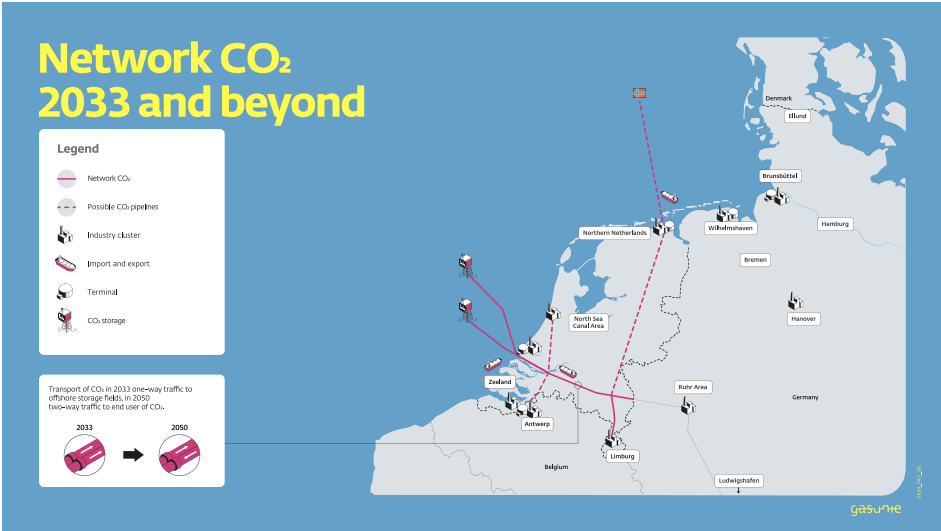 Network CO₂
2033 and beyond
Legend
Network CO₂
Possible CO₂ pipelines
Industry cluster
Import and export
Terminal
CO₂ storage
Transport of CO₂ in 2033 one-way traffic to
offshore storage fields, in 2050
two-way traffic to end user of CO₂.
2033
2050
Denmark
Ellund
Brunsbüttel
Hamburg
Wilhelmshaven
Northern Netherlands
Bremen
Hanover
North Sea
Canal Area
Zeeland
Ruhr Area
Germany
Antwerp
Limburg
Belgium
Ludwigshafen
gasunie